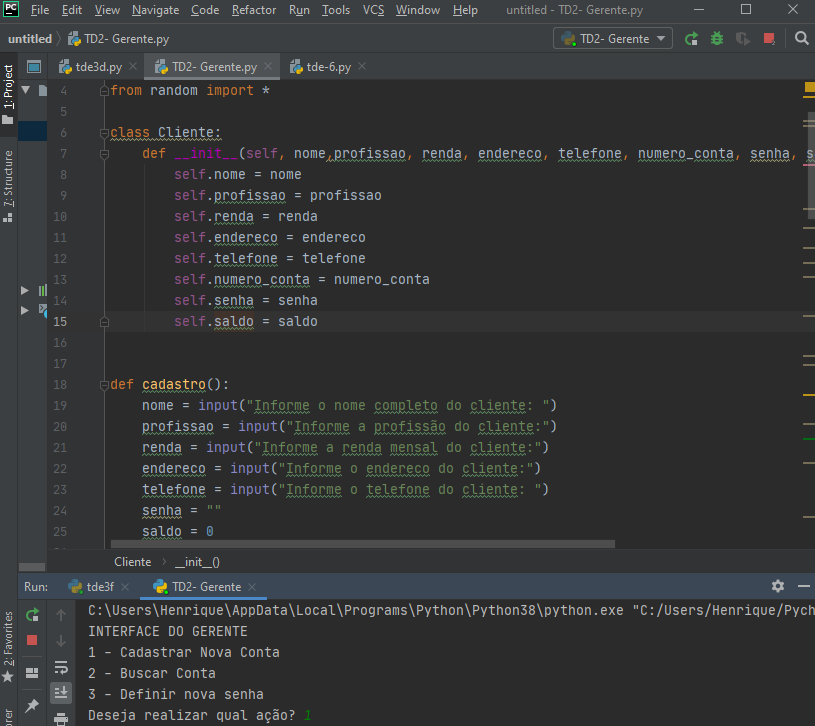 PC File Edit View Navigate Code Refactor Run Tools VCS Window Help untitled - TD2- Gerente.py
untitled TD2- Gerente.py TD2- Gerente
1: Project
tde3d.py TD2- Gerente.py tde-6.py
7: Structure
4 from random import *
5
6 class Cliente:
7 def __init__(self, nome,profissao, renda, endereco, telefone, numero_conta, senha, s
8 self.nome = nome
9 self.profissao = profissao
10 self.renda = renda
11 self.endereco = endereco
12 self.telefone = telefone
13 self.numero_conta = numero_conta
14 self.senha = senha
15 self.saldo = saldo
16
17
18 def cadastro():
19 nome = input("Informe o nome completo do cliente: ")
20 profissao = input("Informe a profissão do cliente:")
21 renda = input("Informe a renda mensal do cliente:")
22 endereco = input("Informe o endereco do cliente:")
23 telefone = input("Informe o telefone do cliente: ")
24 senha = ""
25 saldo = 0
Cliente __init__()
Run: tde3f TD2- Gerente
2: Favorites
orer
C:\Users\Henrique\AppData\Local\Programs\Python\Python38\python.exe "C:/Users/Henrique/Pych
INTERFACE DO GERENTE
1 - Cadastrar Nova Conta
2 - Buscar Conta
3 - Definir nova senha
Deseja realizar qual ação? 1